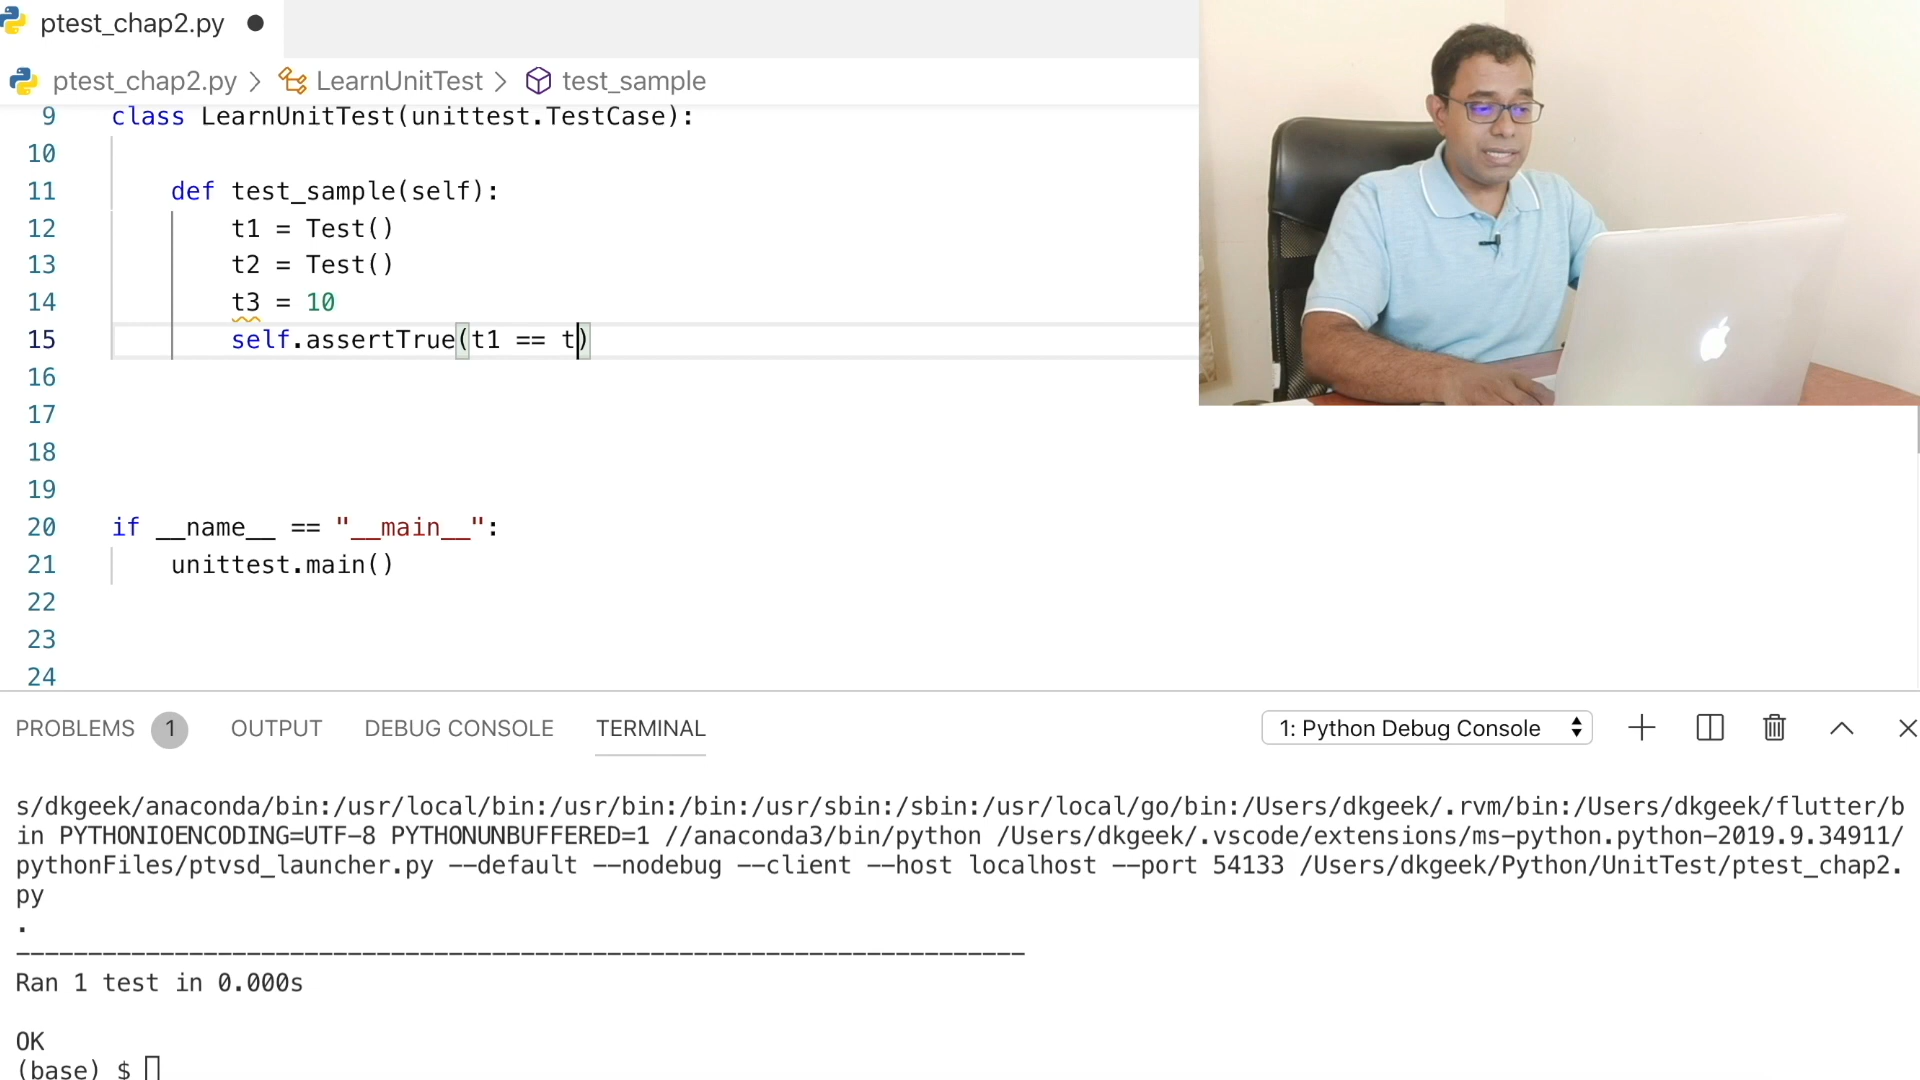 ptest_chap2.py
ptest_chap2.py > LearnUnitTest > test_sample
9 class LearnUnitTest(unittest.TestCase):
10
11 def test_sample(self):
12 t1 = Test()
13 t2 = Test()
14 t3 = 10
15 self.assertTrue(t1 == t)
16
17
18
19
20 if __name__ == "__main__":
21 unittest.main()
22
23
24
PROBLEMS 1 OUTPUT DEBUG CONSOLE TERMINAL 1: Python Debug Console
s/dkgeek/anaconda/bin:/usr/local/bin:/usr/bin:/bin:/usr/sbin:/sbin:/usr/local/go/bin:/Users/dkgeek/.rvm/bin:/Users/dkgeek/flutter/b
in PYTHONIOENCODING=UTF-8 PYTHONUNBUFFERED=1 //anaconda3/bin/python /Users/dkgeek/.vscode/extensions/ms-python.python-2019.9.34911/
pythonFiles/ptvsd_launcher.py --default --nodebug --client --host localhost --port 54133 /Users/dkgeek/Python/UnitTest/ptest_chap2.
py
.
----------------------------------------------------------------------
Ran 1 test in 0.000s
OK
(base) $